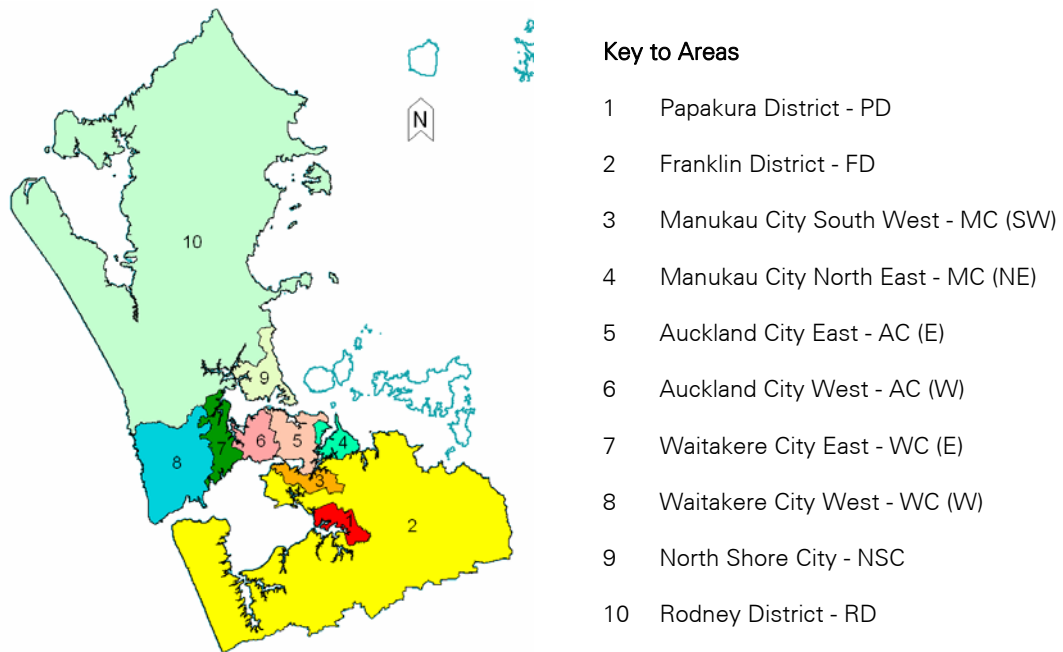 N
10
9
7
6
5
4
8
3
1
2
Key to Areas
1 Papakura District - PD
2 Franklin District - FD
3 Manukau City South West - MC (SW)
4 Manukau City North East - MC (NE)
5 Auckland City East - AC (E)
6 Auckland City West - AC (W)
7 Waitakere City East - WC (E)
8 Waitakere City West - WC (W)
9 North Shore City - NSC
10 Rodney District - RD